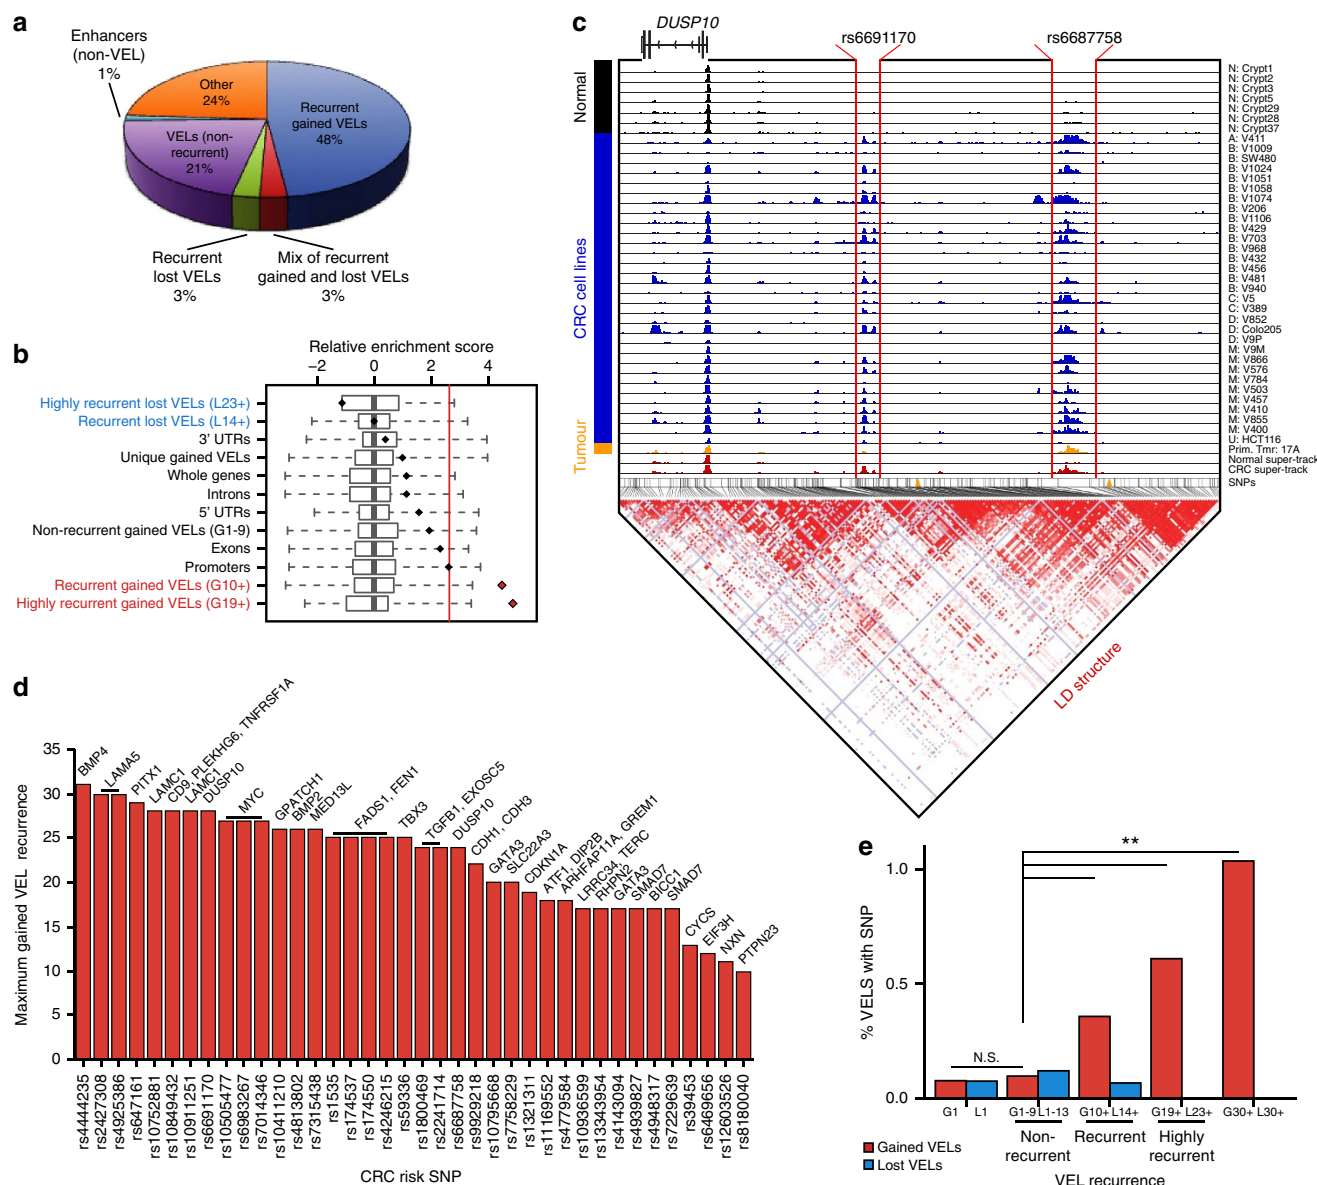 a
Enhancers
(non-VEL)
1%
Other
24%
Recurrent
gained VELs
48%
VELs (non-
recurrent)
21%
Recurrent
lost VELs
3%
Mix of recurrent
gained and lost VELs
3%
b
Relative enrichment score
−2 0 2 4
Highly recurrent lost VELs (L23+)
Recurrent lost VELs (L14+)
3' UTRs
Unique gained VELs
Whole genes
Introns
5' UTRs
Non-recurrent gained VELs (G1-9)
Exons
Promoters
Recurrent gained VELs (G10+)
Highly recurrent gained VELs (G19+)
c
DUSP10
rs6691170
rs6687758
Normal
CRC cell lines
Tumour
N: Crypt1
N: Crypt2
N: Crypt3
N: Crypt5
N: Crypt29
N: Crypt28
N: Crypt37
A: V411
B: V1009
B: SW480
B: V1024
B: V1051
B: V1058
B: V1074
B: V206
B: V1106
B: V429
B: V703
B: V968
B: V432
B: V456
B: V481
B: V940
C: V5
C: V389
D: V852
D: Colo205
D: V9P
M: V9M
M: V866
M: V576
M: V784
M: V503
M: V457
M: V410
M: V855
M: V400
U: HCT116
Prim. Tmr: 17A
Normal super-track
CRC super-track
SNPs
LD structure
d
Maximum gained VEL recurrence
35
30
25
20
15
10
5
0
BMP4
LAMA5
PITX1
LAMC1
CD9, PLEKHG6, TNFRSF1A
LAMC1
DUSP10
MYC
GPATCH1
BMP2
MED13L
FADS1, FEN1
TBX3
TGFB1, EXOSC5
DUSP10
CDH1, CDH3
GATA3
SLC22A3
CDKN1A
ATF1, DIP2B
ARHFAP11A, GREM1
LRRC34, TERC
RHPN2
GATA3
SMAD7
BICC1
SMAD7
CYCS
EIF3H
NXN
PTPN23
rs4444235
rs2427308
rs4925386
rs647161
rs10752881
rs10849432
rs10911251
rs6691170
rs10505477
rs6983267
rs7014346
rs10411210
rs4813802
rs7315438
rs1535
rs174537
rs174550
rs4246215
rs59336
rs1800469
rs2241714
rs6687758
rs9929218
rs10795668
rs7758229
rs1321311
rs11169552
rs4779584
rs10936599
rs13343954
rs4143094
rs4939827
rs4948317
rs7229639
rs39453
rs6469656
rs12603526
rs8180040
CRC risk SNP
e
% VELS with SNP
1.0
0.5
0.0
N.S.
**
G1 L1 G1-9 L1-13 G10+ L14+ G19+ L23+ G30+ L30+
Non-
recurrent
Recurrent
Highly
recurrent
Gained VELs
Lost VELs
VEL recurrence